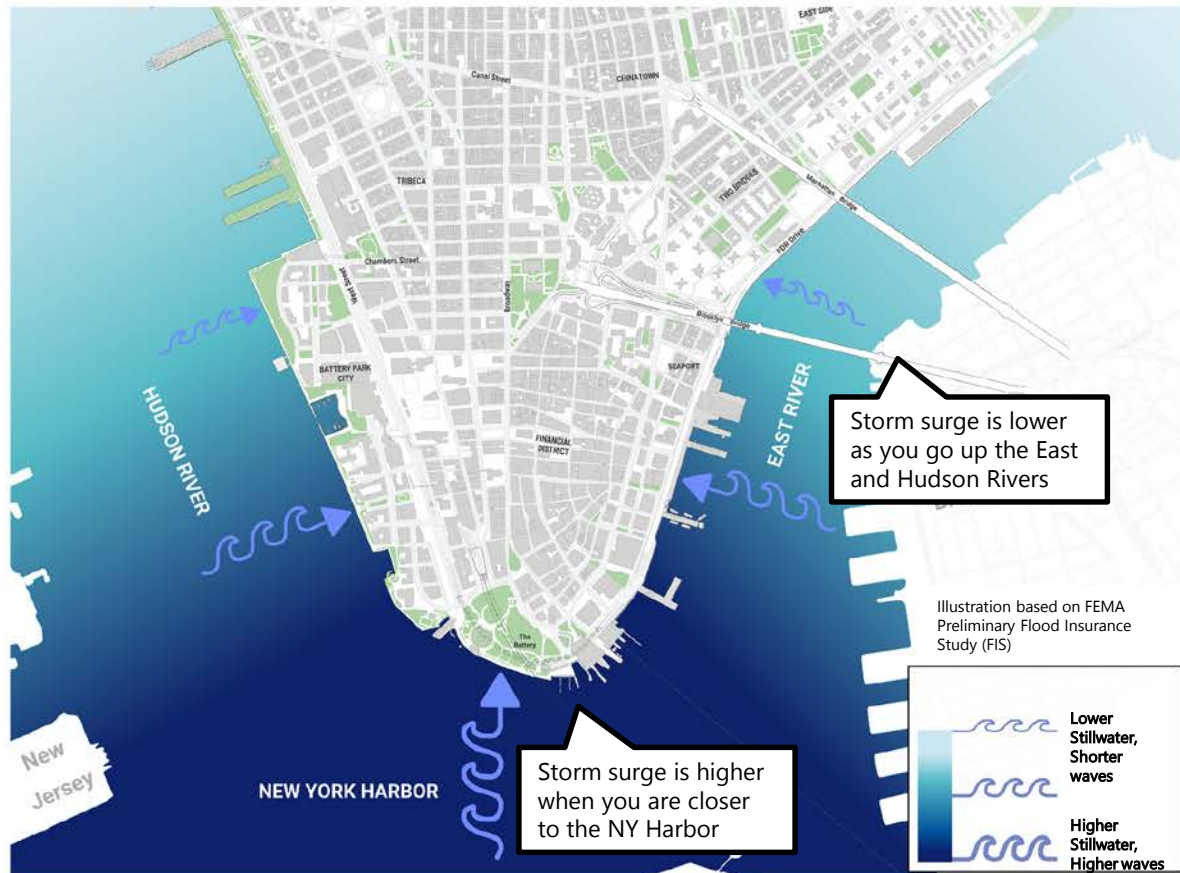 EAST SIDE
Canal Street
CHINATOWN
Manhattan Bridge
TRIBECA
TWO BRIDGES
FDR Drive
Chambers Street
West Street
Broadway
Brooklyn Bridge
BATTERY PARK
CITY
SEAPORT
HUDSON RIVER
EAST RIVER
FINANCIAL
DISTRICT
Storm surge is lower
as you go up the East
and Hudson Rivers
The
Battery
Illustration based on FEMA
Preliminary Flood Insurance
Study (FIS)
New
Jersey
NEW YORK HARBOR
Storm surge is higher
when you are closer
to the NY Harbor
Lower
Stillwater,
Shorter
waves
Higher
Stillwater,
Higher waves